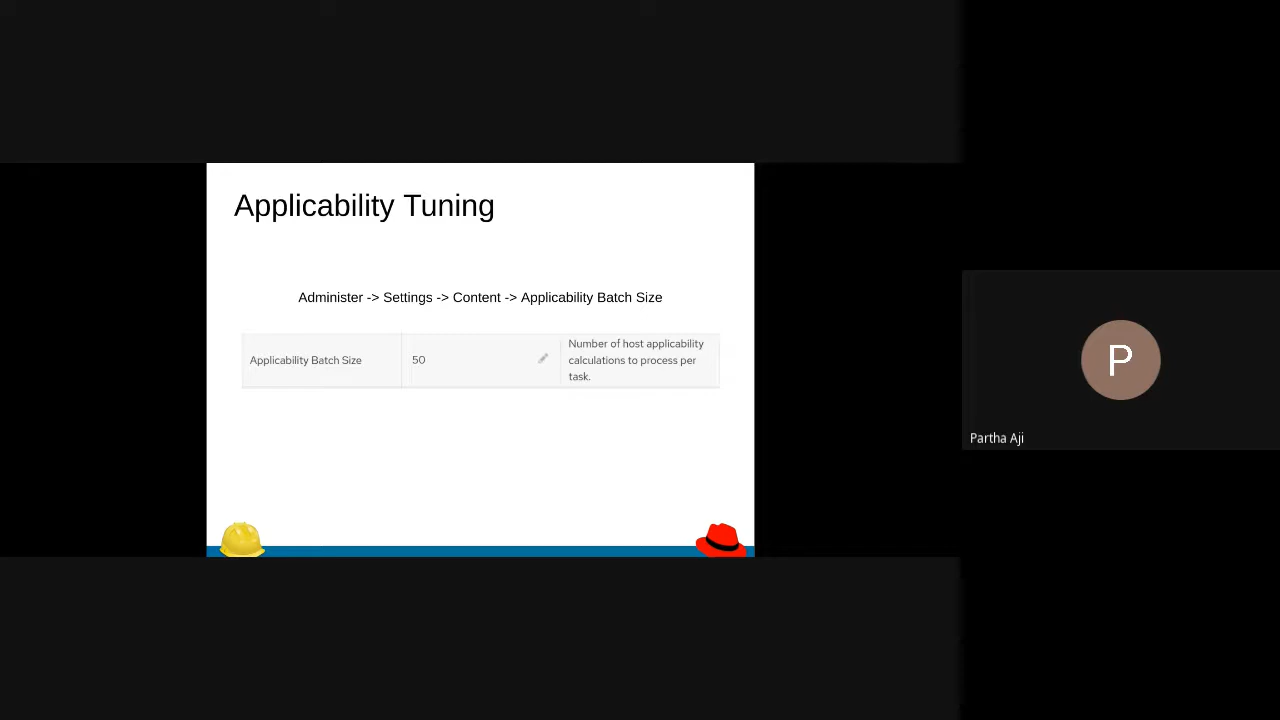 Applicability Tuning
Administer -> Settings -> Content -> Applicability Batch Size
Applicability Batch Size
50
Number of host applicability
calculations to process per
task.
P
Partha Aji